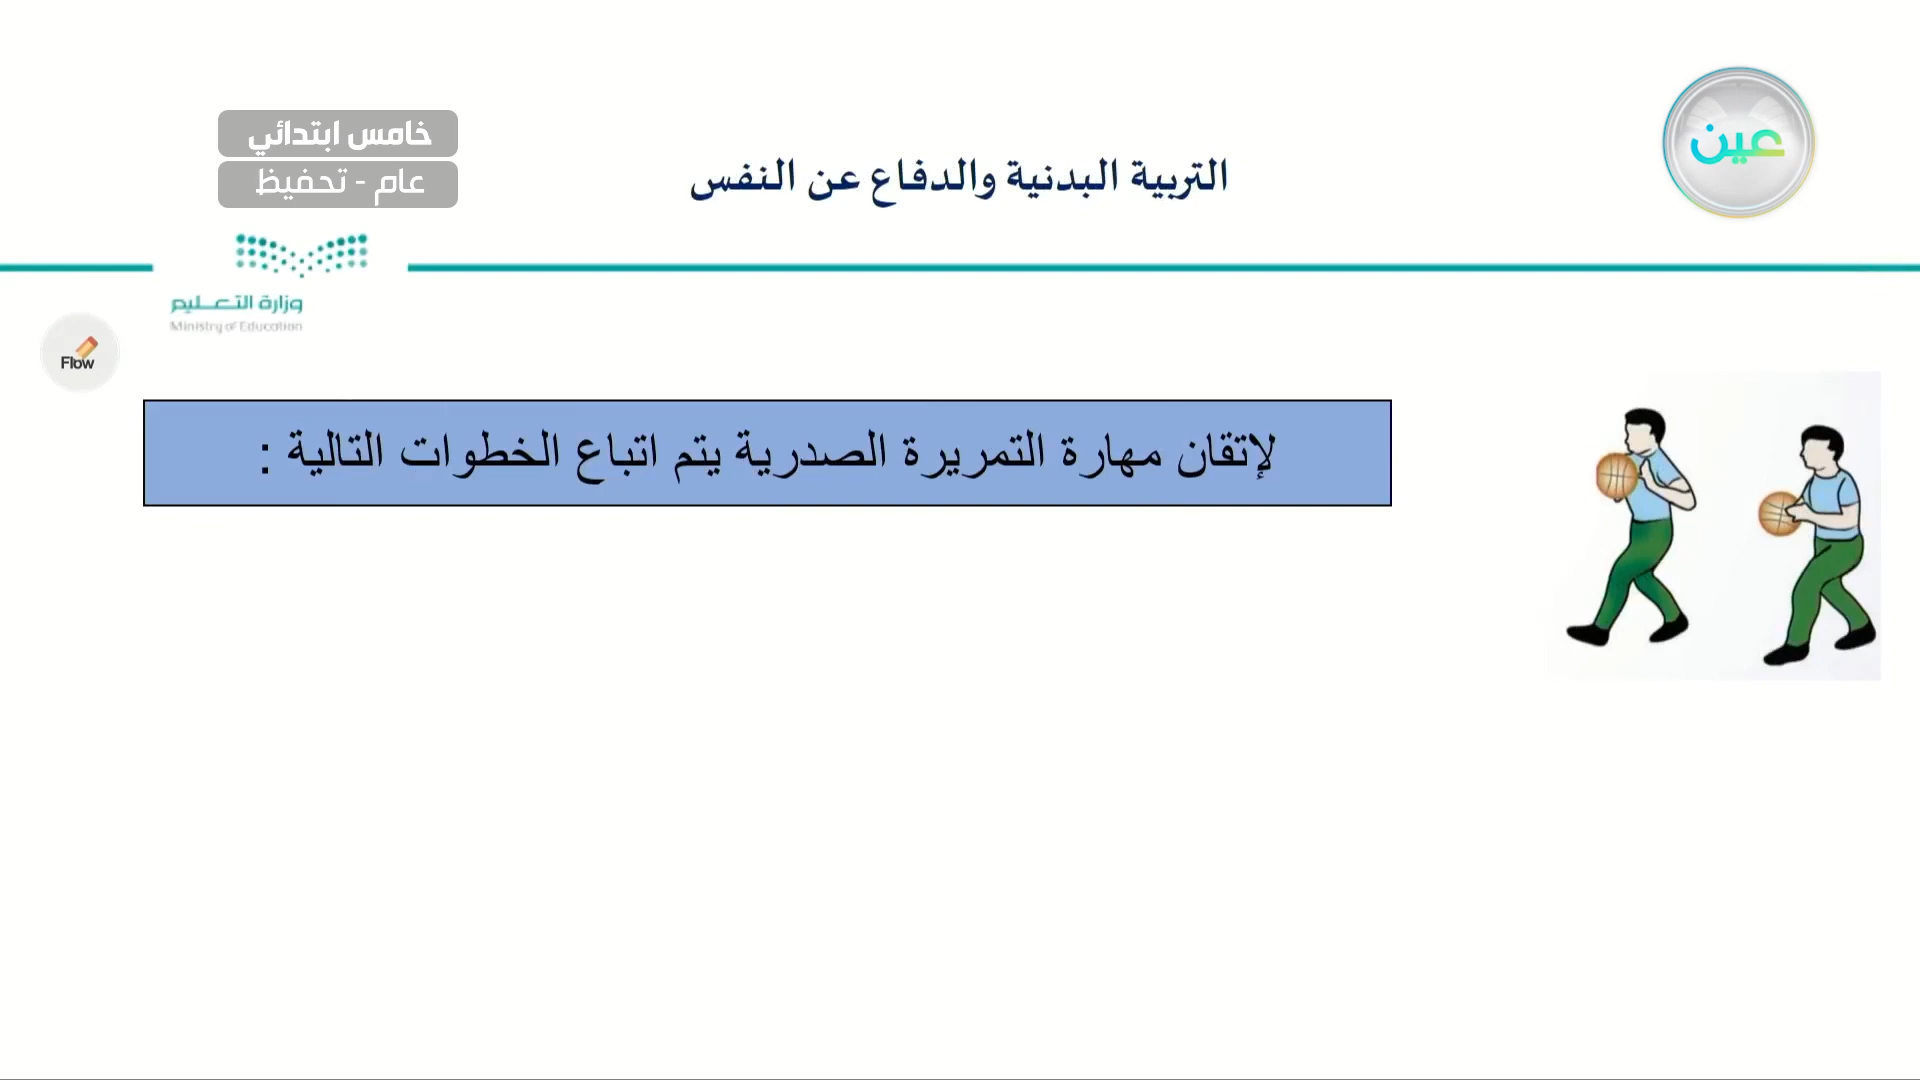 عين
خامس ابتدائي
عام - تحفيظ
التربية البدنية والدفاع عن النفس
وزارة التعليم
Ministry of Education
Flow
لإتقان مهارة التمريرة الصدرية يتم اتباع الخطوات التالية :